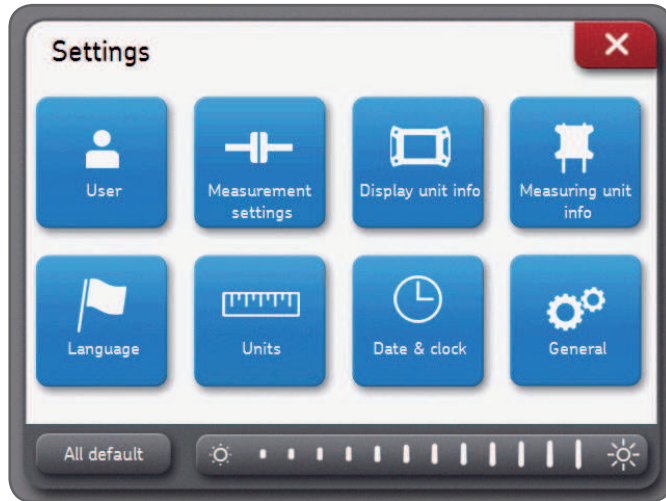 Settings
User
Measurement
settings
Display unit info
Measuring unit
info
Language
Units
Date & clock
General
All default